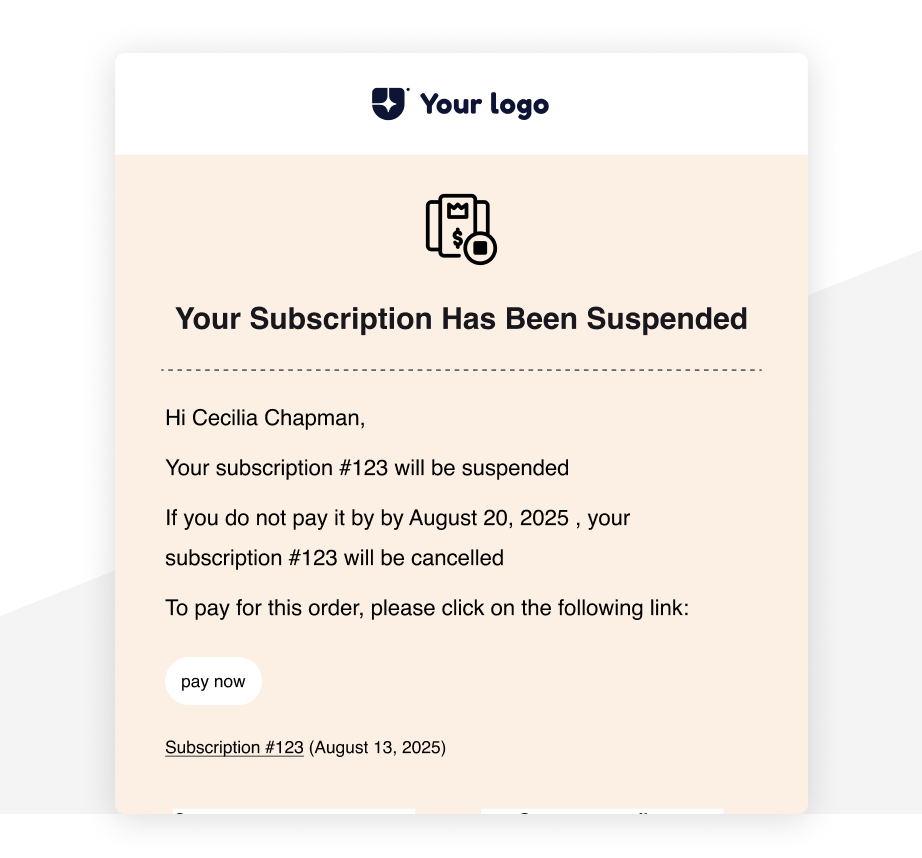 Your logo
$
Your Subscription Has Been Suspended
Hi Cecilia Chapman,
Your subscription #123 will be suspended
If you do not pay it by by August 20, 2025 , your
subscription #123 will be cancelled
To pay for this order, please click on the following link:
pay now
Subscription #123 (August 13, 2025)